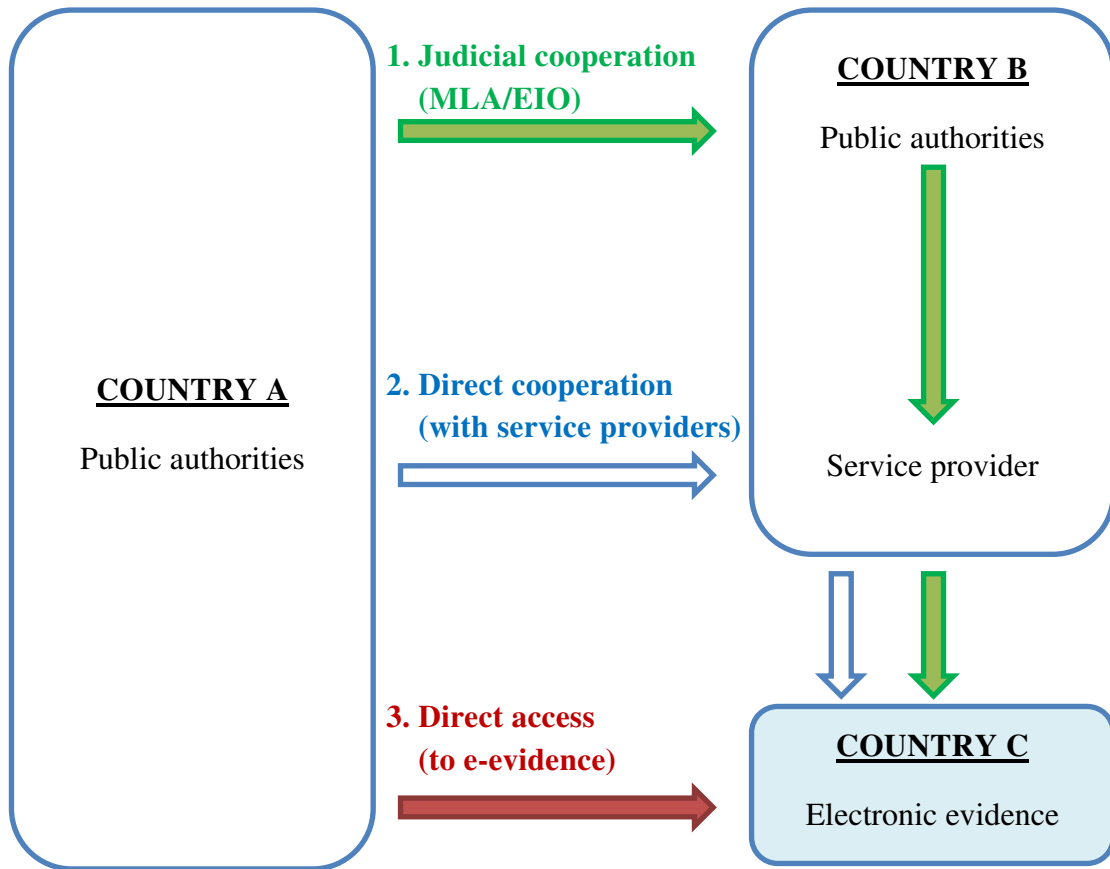 COUNTRY A
Public authorities
1. Judicial cooperation
(MLA/EIO)
2. Direct cooperation
(with service providers)
3. Direct access
(to e-evidence)
COUNTRY B
Public authorities
Service provider
COUNTRY C
Electronic evidence